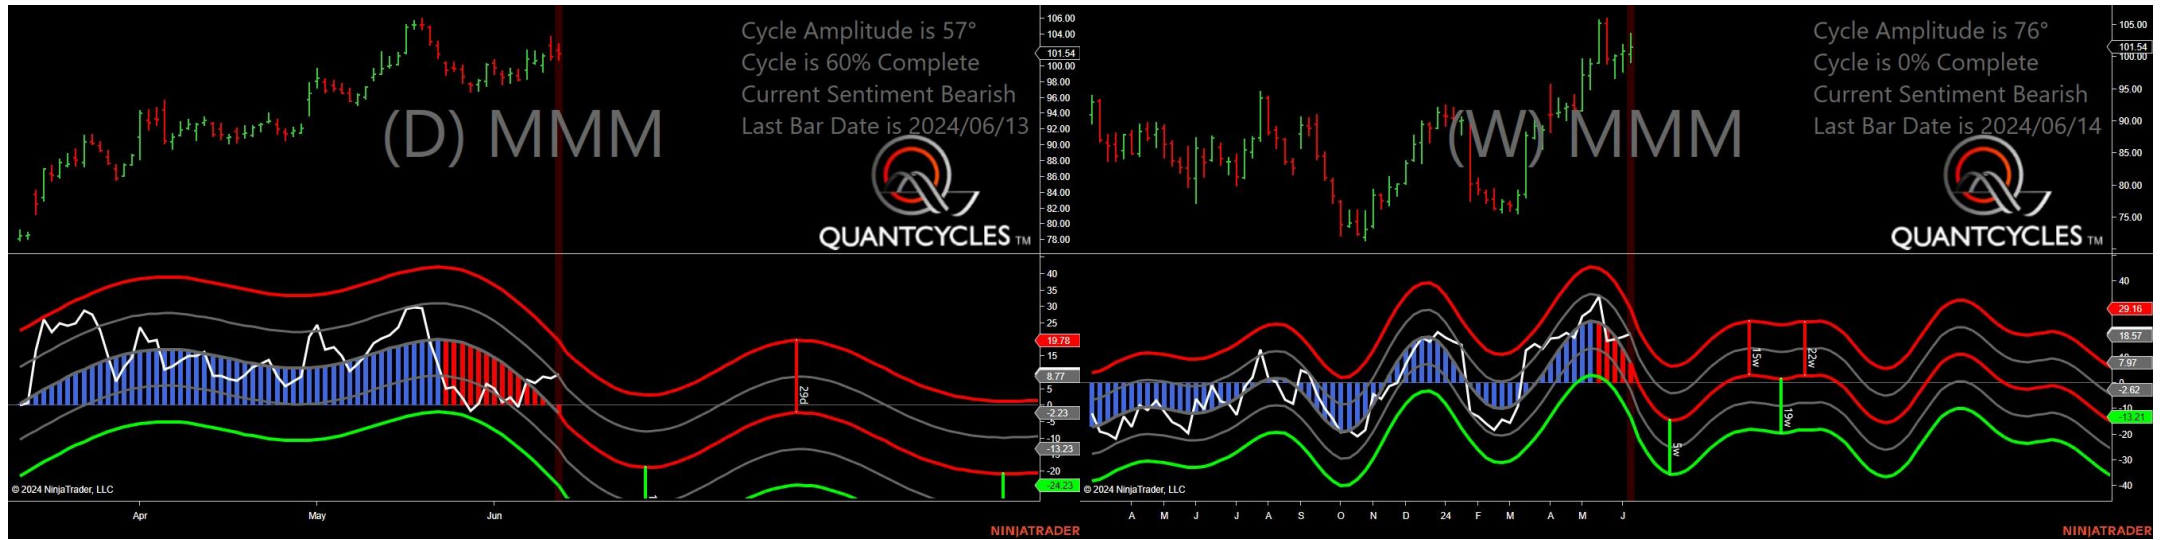 Cycle Amplitude is 57°
Cycle is 60% Complete
Current Sentiment Bearish
Last Bar Date is 2024/06/13
(D) MMM
QUANTCYCLES TM
106.00
104.00
101.54
100.00
98.00
96.00
94.00
92.00
90.00
88.00
86.00
84.00
82.00
80.00
78.00
40
35
30
25
19.78
15
8.77
5
0
-2.23
-5
-10
-13.23
-20
-24.23
29d
© 2024 NinjaTrader, LLC
Apr May Jun
NINJATRADER
Cycle Amplitude is 76°
Cycle is 0% Complete
Current Sentiment Bearish
Last Bar Date is 2024/06/14
(W) MMM
QUANTCYCLES TM
105.00
101.54
100.00
95.00
90.00
85.00
80.00
75.00
40
29.16
18.57
7.97
-2.62
-10
-13.21
-20
-30
-40
15w
22w
19w
5w
© 2024 NinjaTrader, LLC
A M J J A S O N D 24 F M A M J
NINJATRADER